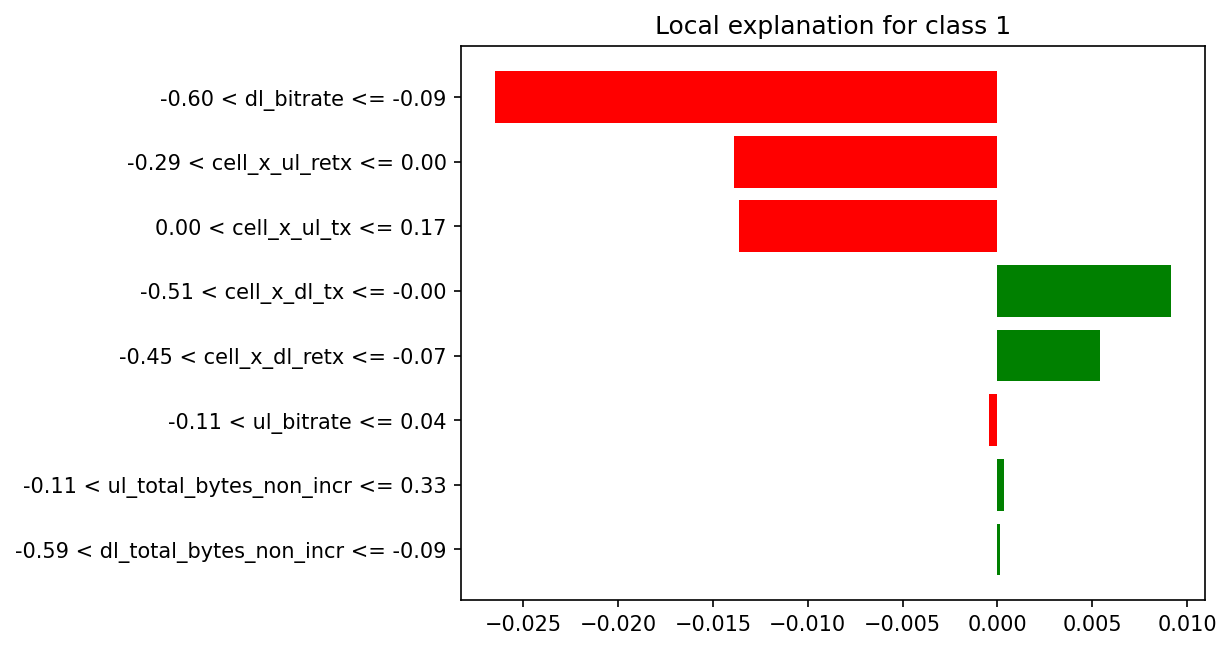 Local explanation for class 1
-0.60 < dl_bitrate <= -0.09
-0.29 < cell_x_ul_retx <= 0.00
0.00 < cell_x_ul_tx <= 0.17
-0.51 < cell_x_dl_tx <= -0.00
-0.45 < cell_x_dl_retx <= -0.07
-0.11 < ul_bitrate <= 0.04
-0.11 < ul_total_bytes_non_incr <= 0.33
-0.59 < dl_total_bytes_non_incr <= -0.09
−0.025 −0.020 −0.015 −0.010 −0.005 0.000 0.005 0.010